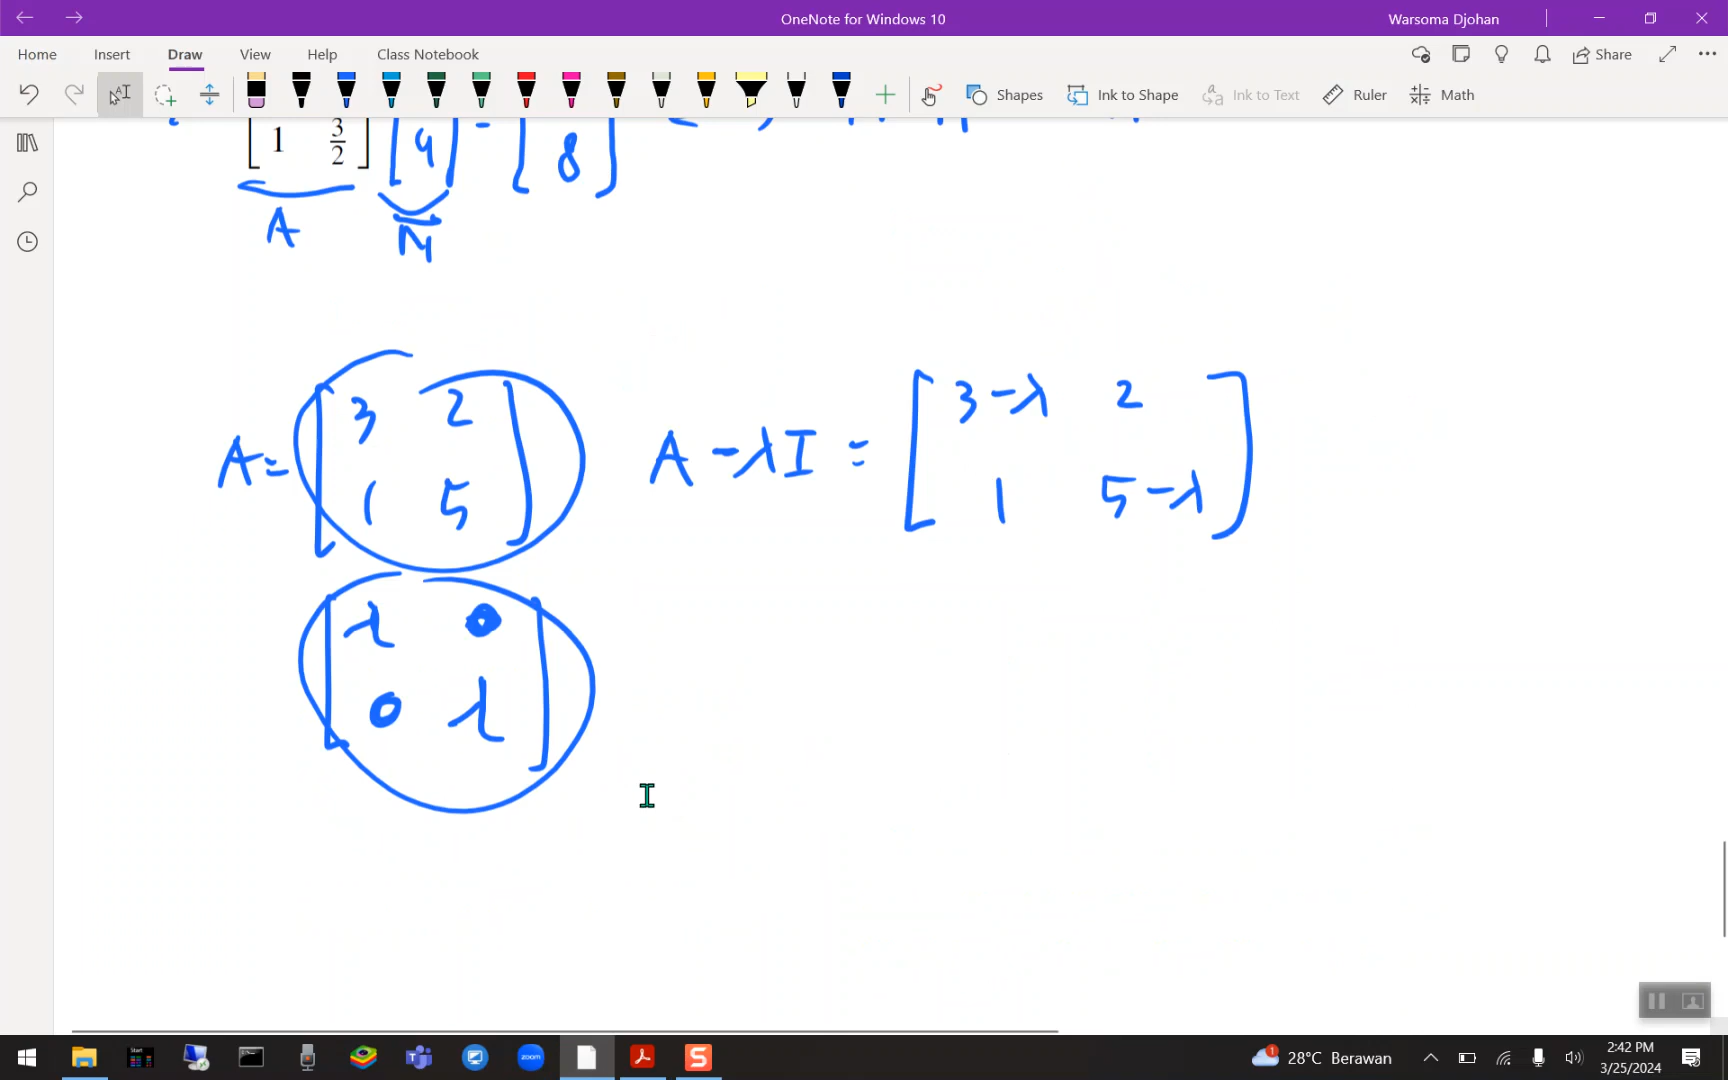 OneNote for Windows 10
Warsoma Djohan
Home Insert Draw View Help Class Notebook
Share
Shapes Ink to Shape Ink to Text Ruler Math
[1 3/2] [4] = [8]
A
A = [3 2
1 5]
A - λI = [3-λ 2
1 5-λ]
[λ 0
0 λ]
Start
zoom
28°C Berawan
2:42 PM
3/25/2024